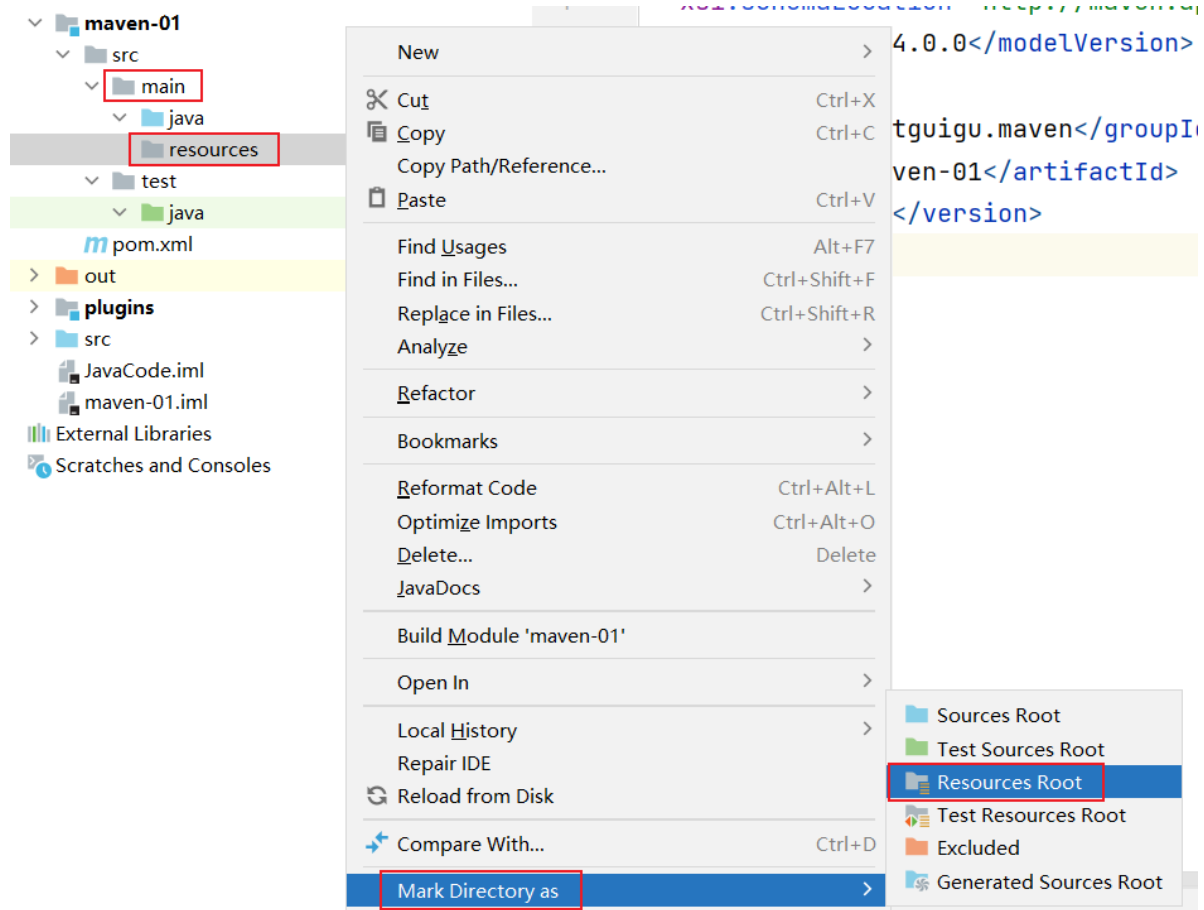 maven-01
src
main
java
resources
test
java
pom.xml
out
plugins
src
JavaCode.iml
maven-01.iml
External Libraries
Scratches and Consoles
New
Cut Ctrl+X
Copy Ctrl+C
Copy Path/Reference...
Paste Ctrl+V
Find Usages Alt+F7
Find in Files... Ctrl+Shift+F
Replace in Files... Ctrl+Shift+R
Analyze
Refactor
Bookmarks
Reformat Code Ctrl+Alt+L
Optimize Imports Ctrl+Alt+O
Delete... Delete
JavaDocs
Build Module 'maven-01'
Open In
Local History
Repair IDE
Reload from Disk
Compare With... Ctrl+D
Mark Directory as
Sources Root
Test Sources Root
Resources Root
Test Resources Root
Excluded
Generated Sources Root
4.0.0</modelVersion>
tguigu.maven</groupId
ven-01</artifactId>
</version>